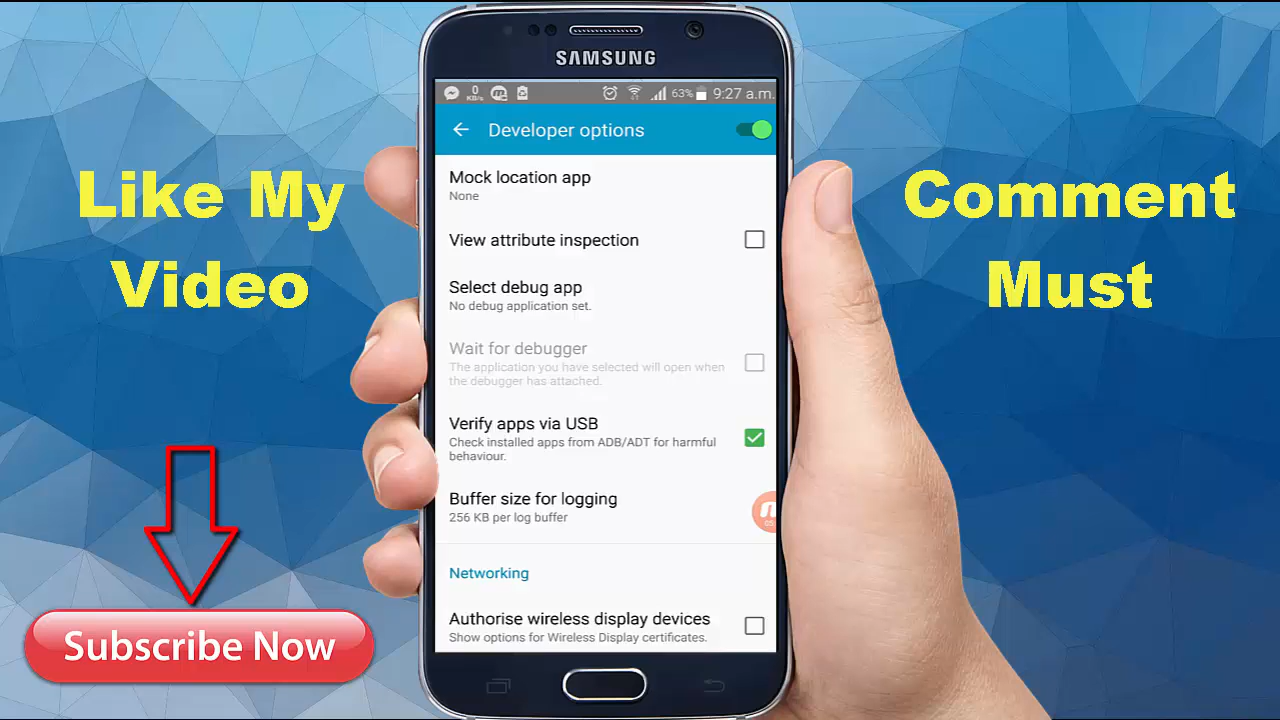 SAMSUNG
0
KB/s
63%
9:27 a.m.
Developer options
Like My
Video
Comment
Must
Mock location app
None
View attribute inspection
Select debug app
No debug application set.
Wait for debugger
The application you have selected will open when
the debugger has attached.
Verify apps via USB
Check installed apps from ADB/ADT for harmful
behaviour.
Buffer size for logging
256 KB per log buffer
Networking
Authorise wireless display devices
Show options for Wireless Display certificates.
Subscribe Now